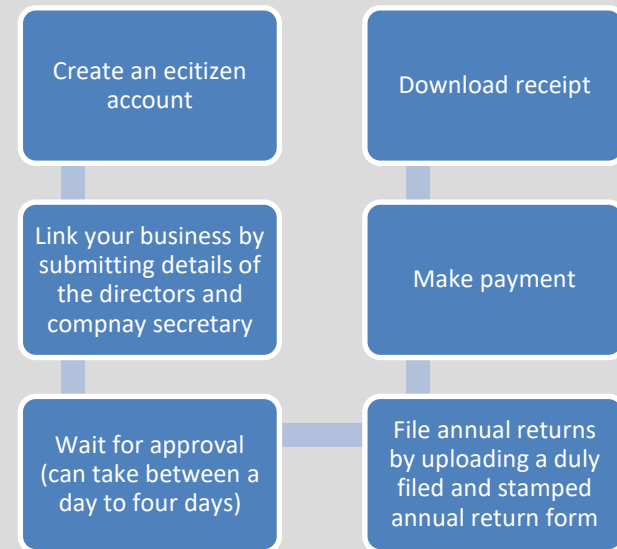 Create an ecitizen
account
Link your business by
submitting details of
the directors and
compnay secretary
Wait for approval
(can take between a
day to four days)
File annual returns
by uploading a duly
filed and stamped
annual return form
Make payment
Download receipt